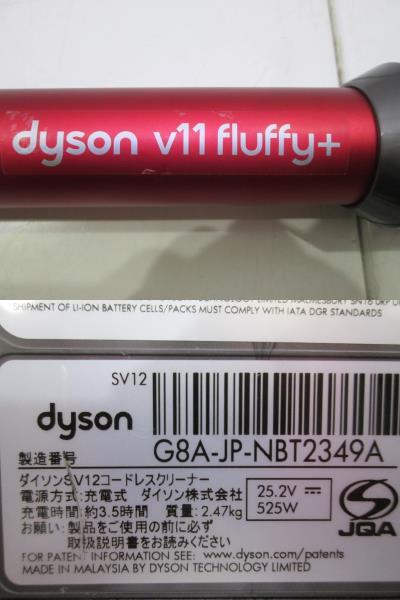 dyson v11 fluffy+
SHIPMENT OF LI-ION BATTERY CELLS/PACKS MUST COMPLY WITH IATA DGR STANDARDS
SV12
dyson
G8A-JP-NBT2349A
製造番号
ダイソンSV12コードレスクリーナー
電源方式:充電式 ダイソン株式会社
充電時間:約3.5時間 質量:2.47kg
お願い:製品をご使用の前に必ず
取扱説明書をお読みください
25.2V
525W
JQA
FOR PATENT INFORMATION SEE: www.dyson.com/patents
MADE IN MALAYSIA BY DYSON TECHNOLOGY LIMITED